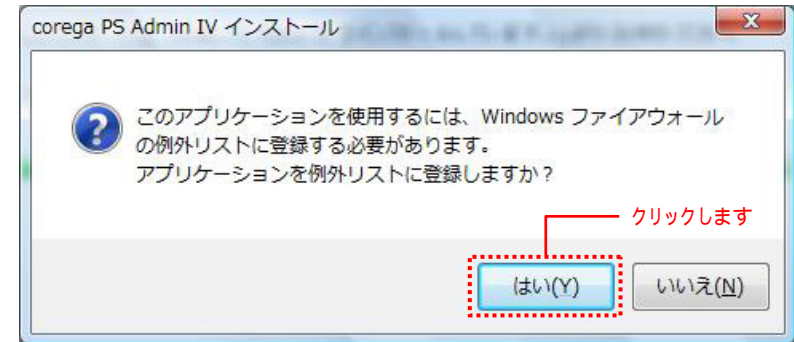 corega PS Admin IV インストール
このアプリケーションを使用するには、Windows ファイアウォール
の例外リストに登録する必要があります。
アプリケーションを例外リストに登録しますか？
クリックします
はい(Y)
いいえ(N)